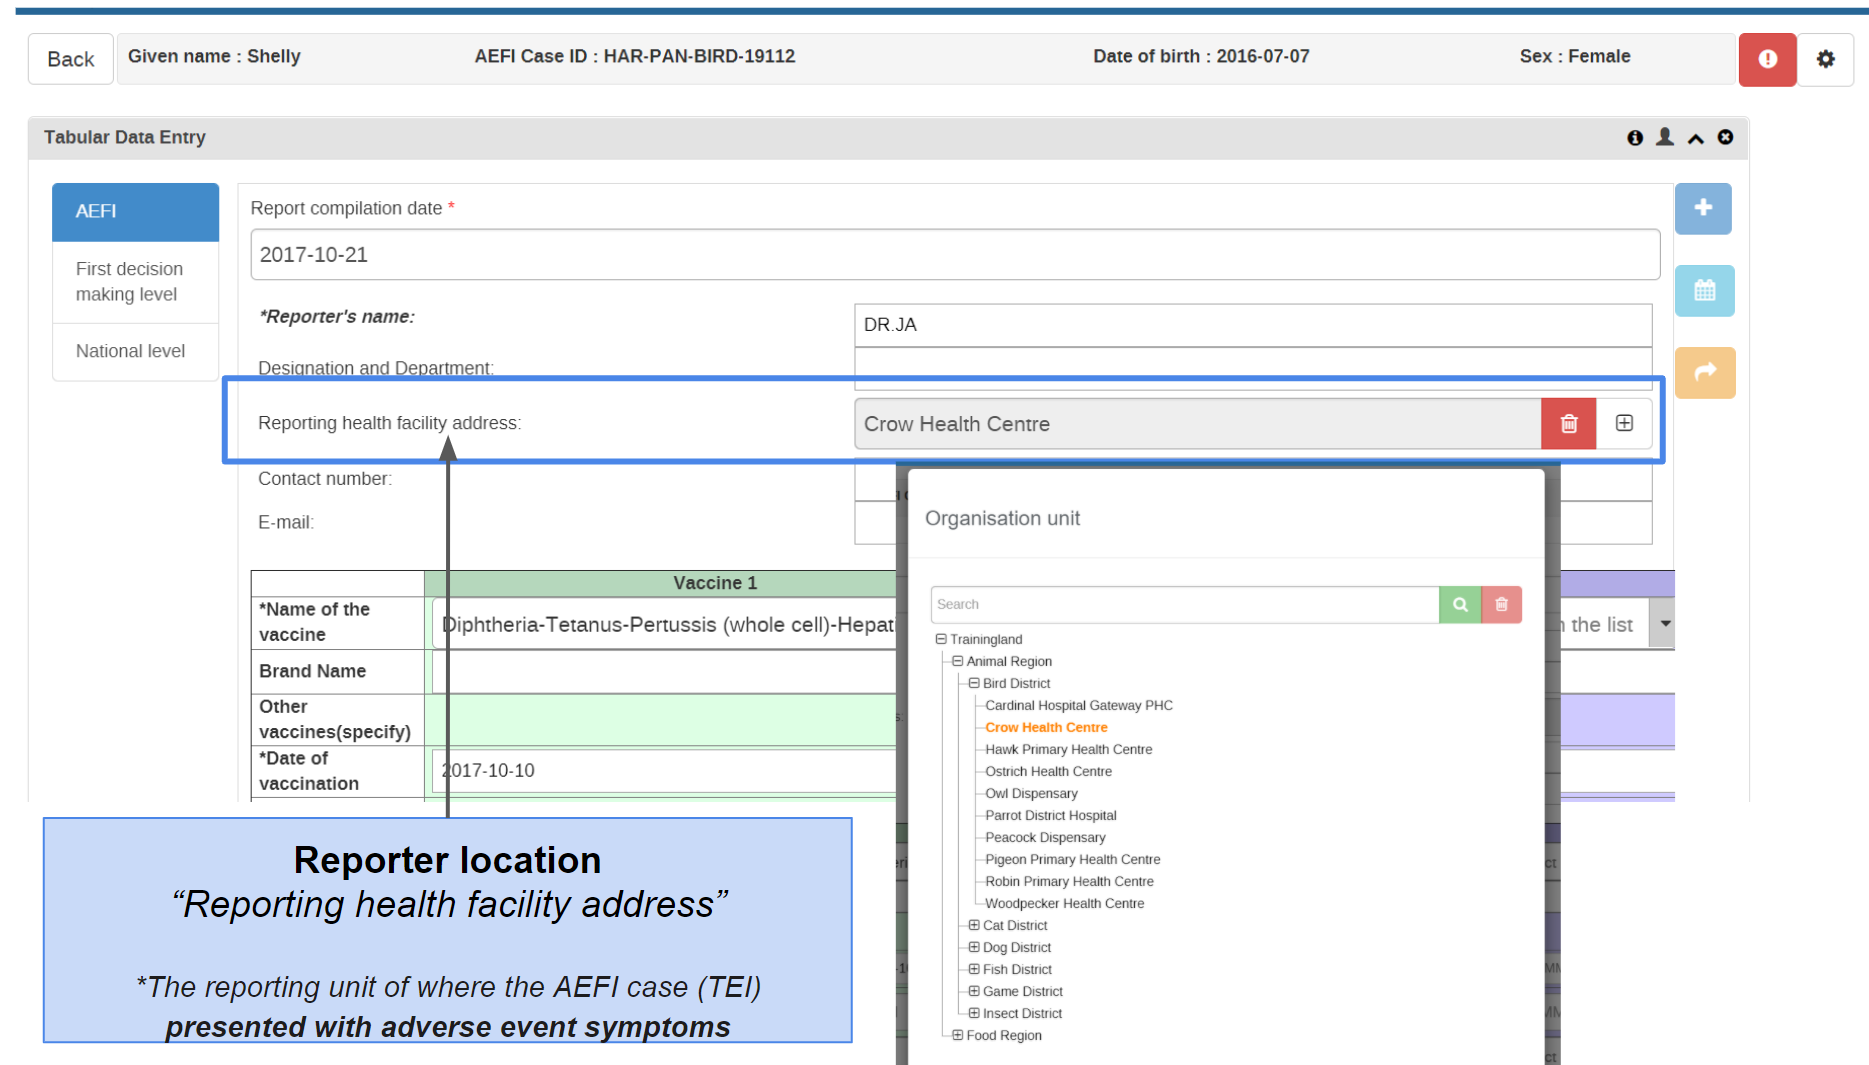 Back
Given name : Shelly
AEFI Case ID : HAR-PAN-BIRD-19112
Date of birth : 2016-07-07
Sex : Female
Tabular Data Entry
AEFI
First decision
making level
National level
Report compilation date *
2017-10-21
*Reporter's name:
DR.JA
Designation and Department:
Reporting health facility address:
Crow Health Centre
Contact number:
E-mail:
Vaccine 1
*Name of the
vaccine
Diphtheria-Tetanus-Pertussis (whole cell)-Hepat
the list
Brand Name
Other
vaccines(specify)
*Date of
vaccination
2017-10-10
Organisation unit
Search
Trainingland
Animal Region
Bird District
Cardinal Hospital Gateway PHC
Crow Health Centre
Hawk Primary Health Centre
Ostrich Health Centre
Owl Dispensary
Parrot District Hospital
Peacock Dispensary
Pigeon Primary Health Centre
Robin Primary Health Centre
Woodpecker Health Centre
Cat District
Dog District
Fish District
Game District
Insect District
Food Region
Reporter location
“Reporting health facility address”
*The reporting unit of where the AEFI case (TEI)
presented with adverse event symptoms